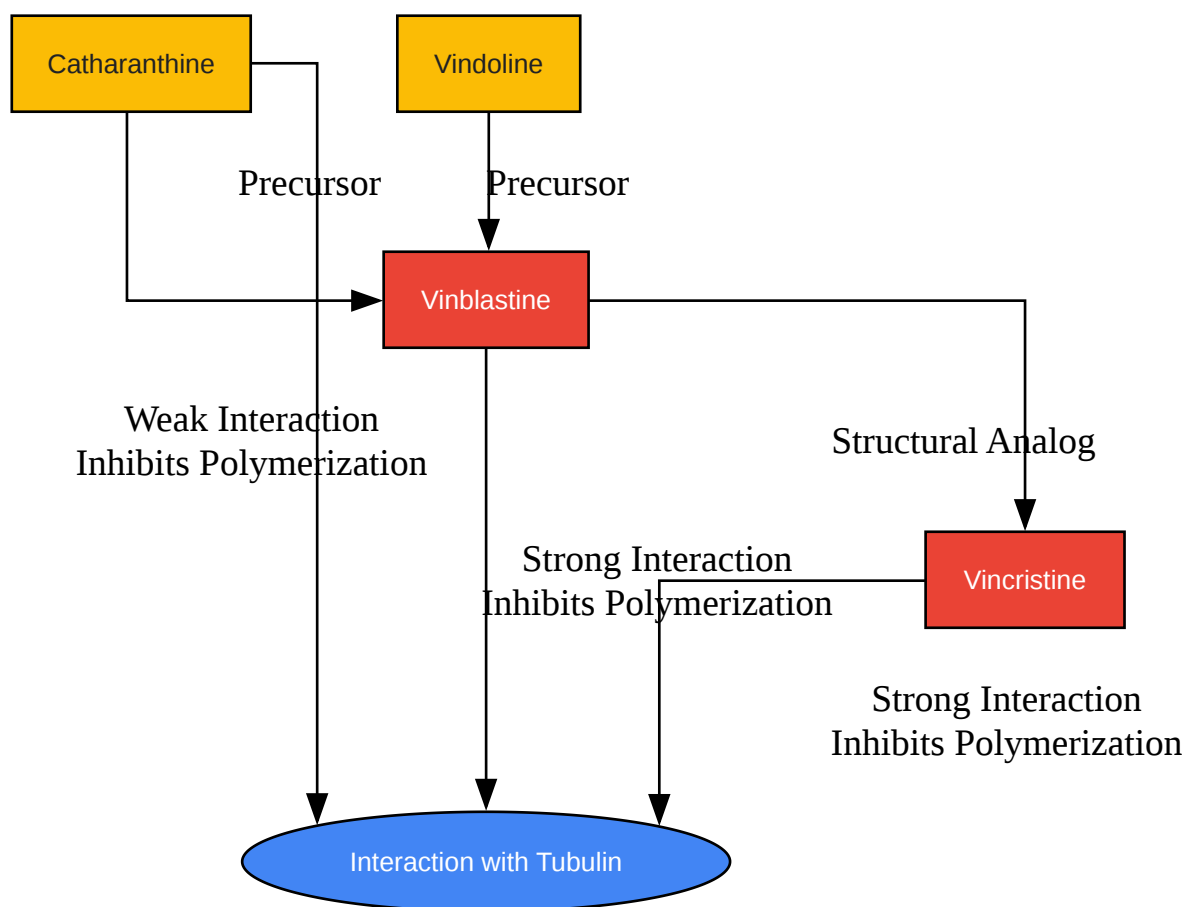 Catharanthine
Vindoline
Precursor
Precursor
Vinblastine
Weak Interaction
Inhibits Polymerization
Structural Analog
Strong Interaction
Inhibits Polymerization
Vincristine
Strong Interaction
Inhibits Polymerization
Interaction with Tubulin